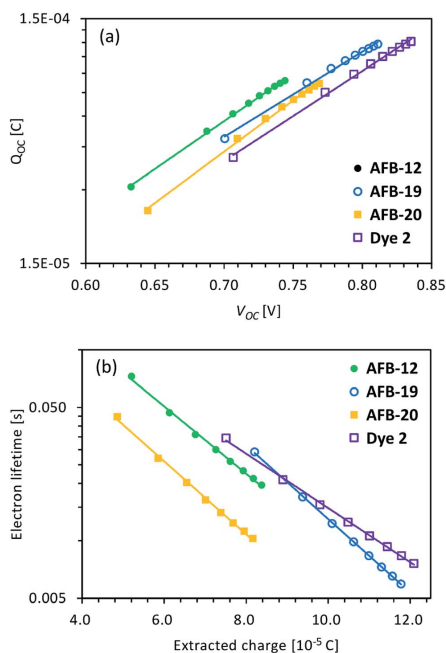 (a)
1.5E-04
Q_OC [C]
1.5E-05
AFB-12
AFB-19
AFB-20
Dye 2
0.60 0.65 0.70 0.75 0.80 0.85
V_OC [V]
(b)
0.050
Electron lifetime [s]
0.005
AFB-12
AFB-19
AFB-20
Dye 2
4.0 6.0 8.0 10.0 12.0
Extracted charge [10⁻⁵ C]